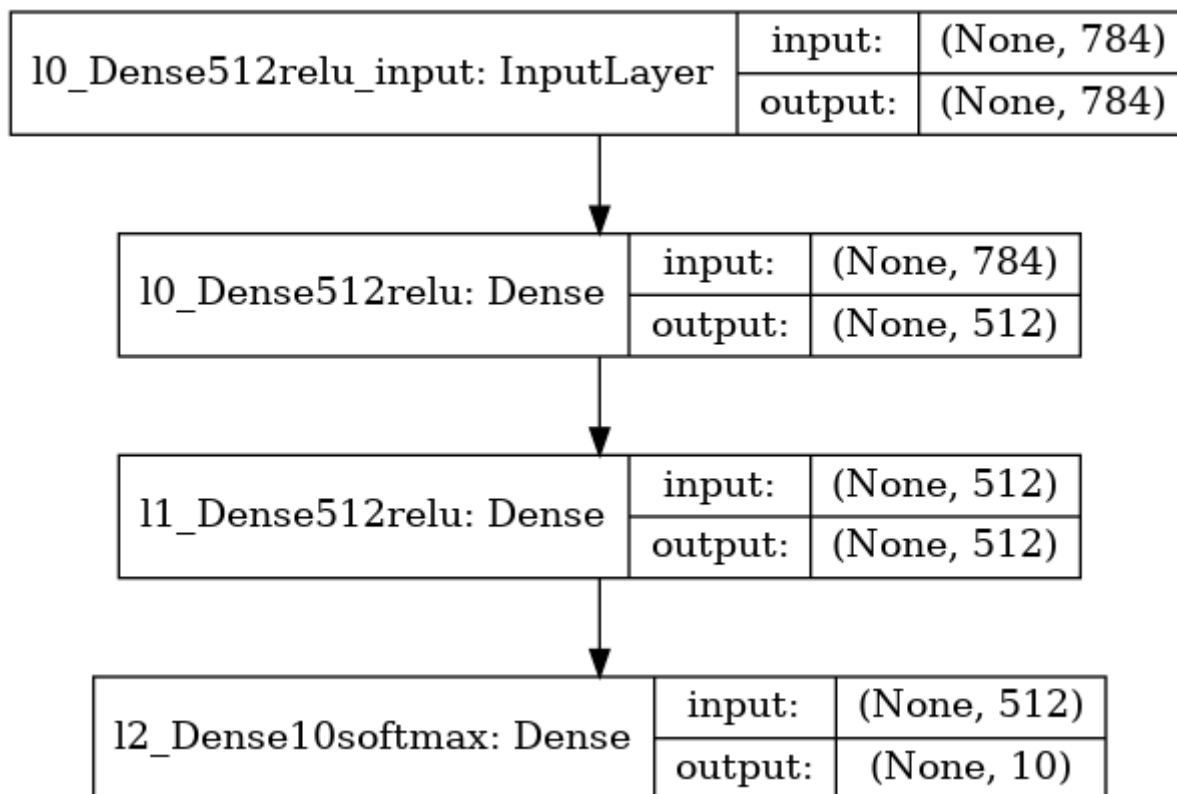 l0_Dense512relu_input: InputLayer
input: (None, 784)
output: (None, 784)
l0_Dense512relu: Dense
input: (None, 784)
output: (None, 512)
l1_Dense512relu: Dense
input: (None, 512)
output: (None, 512)
l2_Dense10softmax: Dense
input: (None, 512)
output: (None, 10)